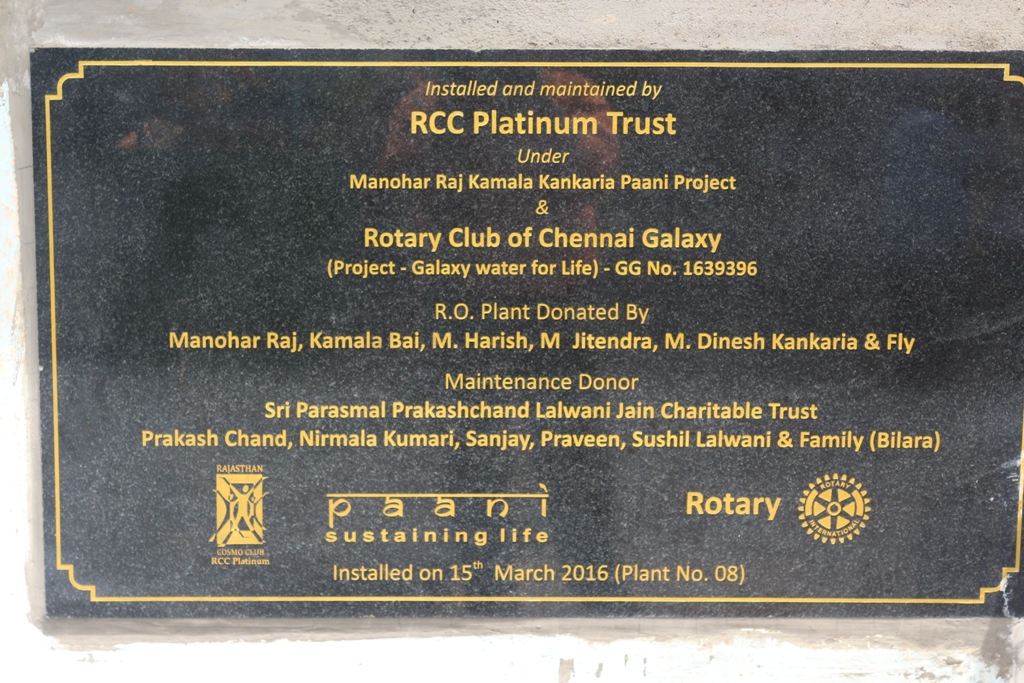 Installed and maintained by
RCC Platinum Trust
Under
Manohar Raj Kamala Kankaria Paani Project
&
Rotary Club of Chennai Galaxy
(Project - Galaxy water for Life) - GG No. 1639396
R.O. Plant Donated By
Manohar Raj, Kamala Bai, M. Harish, M Jitendra, M. Dinesh Kankaria & Fly
Maintenance Donor
Sri Parasmal Prakashchand Lalwani Jain Charitable Trust
Prakash Chand, Nirmala Kumari, Sanjay, Praveen, Sushil Lalwani & Family (Bilara)
RAJASTHAN
COSMO CLUB
RCC Platinum
paani
sustaining life
Rotary
ROTARY
INTERNATIONAL
Installed on 15th March 2016 (Plant No. 08)